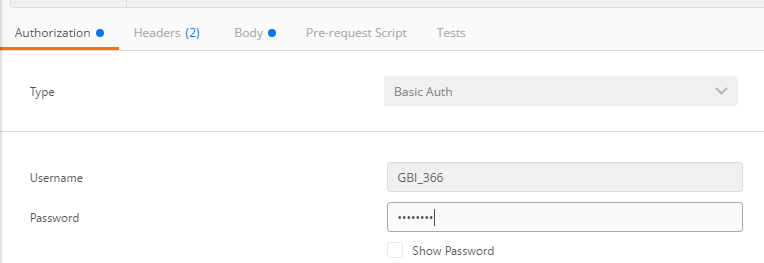 Authorization Headers (2) Body Pre-request Script Tests
Type Basic Auth
Username GBI_366
Password ••••••••
Show Password